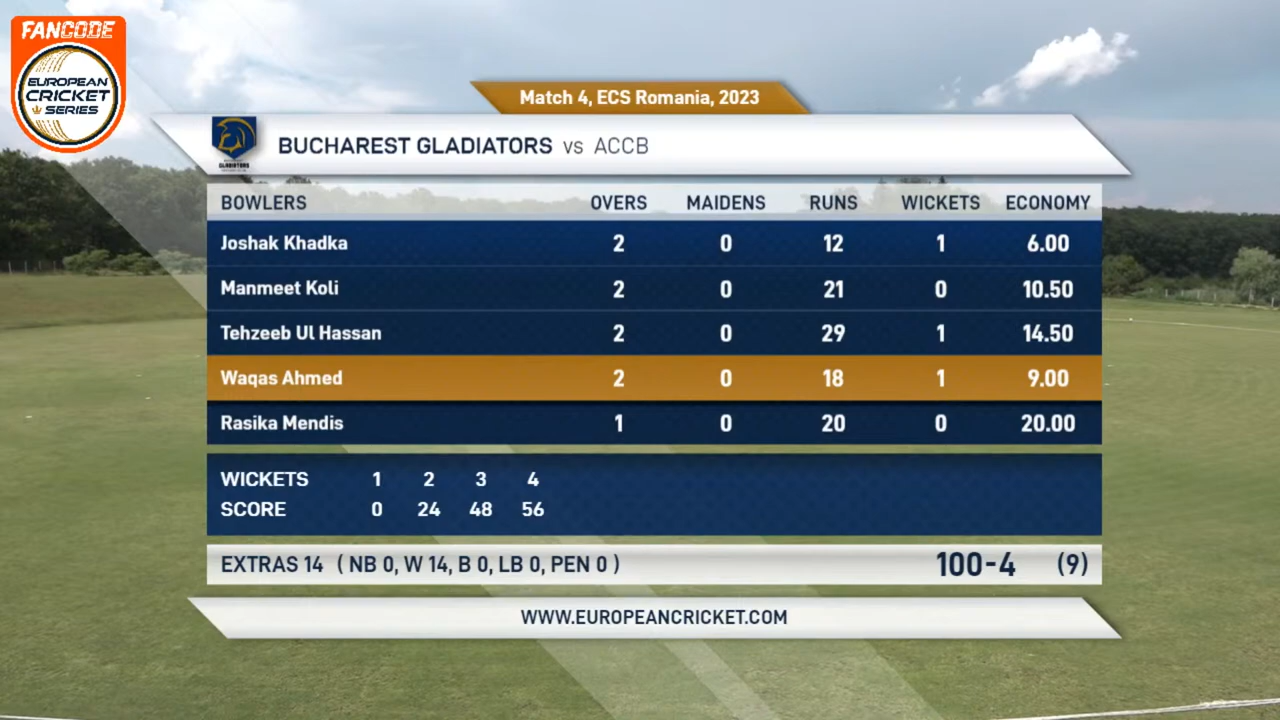 FANCODE
EUROPEAN
CRICKET
SERIES
Match 4, ECS Romania, 2023
BUCHAREST GLADIATORS vs ACCB
GLADIATORS
BOWLERS OVERS MAIDENS RUNS WICKETS ECONOMY
Joshak Khadka 2 0 12 1 6.00
Manmeet Koli 2 0 21 0 10.50
Tehzeeb Ul Hassan 2 0 29 1 14.50
Waqas Ahmed 2 0 18 1 9.00
Rasika Mendis 1 0 20 0 20.00
WICKETS 1 2 3 4
SCORE 0 24 48 56
EXTRAS 14 ( NB 0, W 14, B 0, LB 0, PEN 0 ) 100-4 (9)
WWW.EUROPEANCRICKET.COM